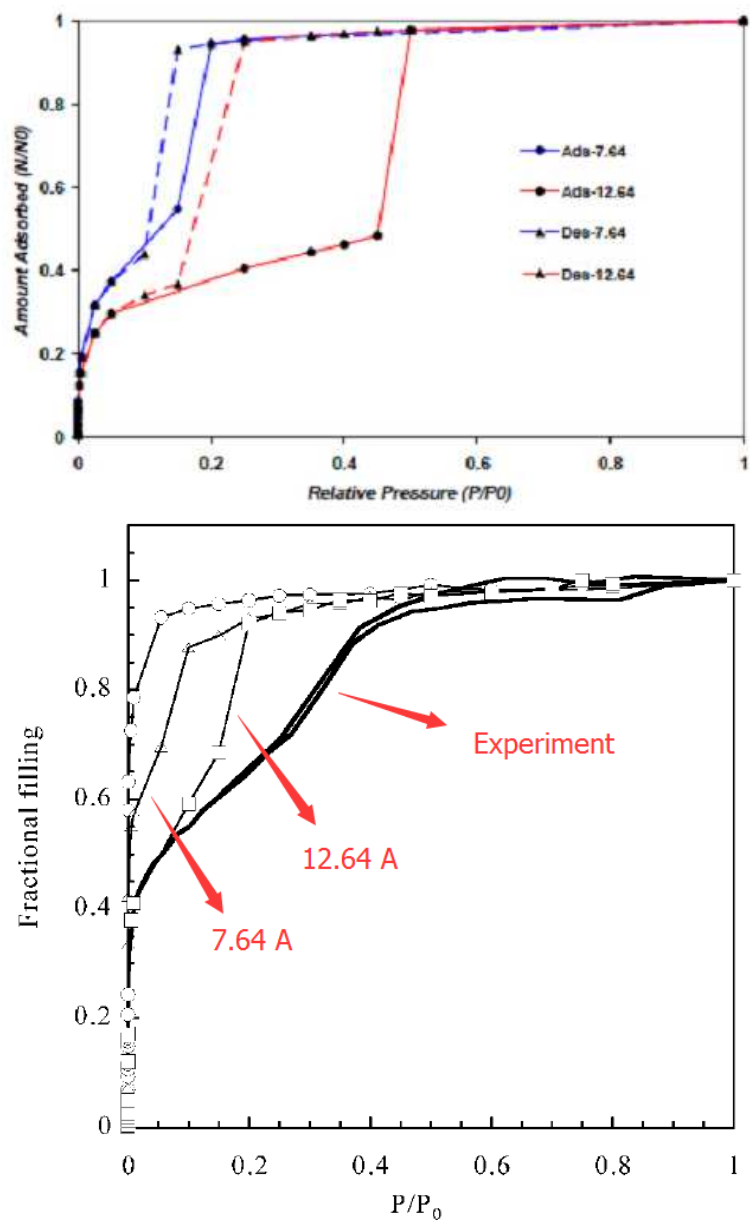 1
0.8
0.6
0.4
0.2
0
Amount Adsorbed (N/N0)
Ads-7.64
Ads-12.64
Des-7.64
Des-12.64
0 0.2 0.4 0.6 0.8 1
Relative Pressure (P/P0)
1
0.8
0.6
0.4
0.2
0
Fractional filling
Experiment
12.64 A
7.64 A
0 0.2 0.4 0.6 0.8 1
P/P0